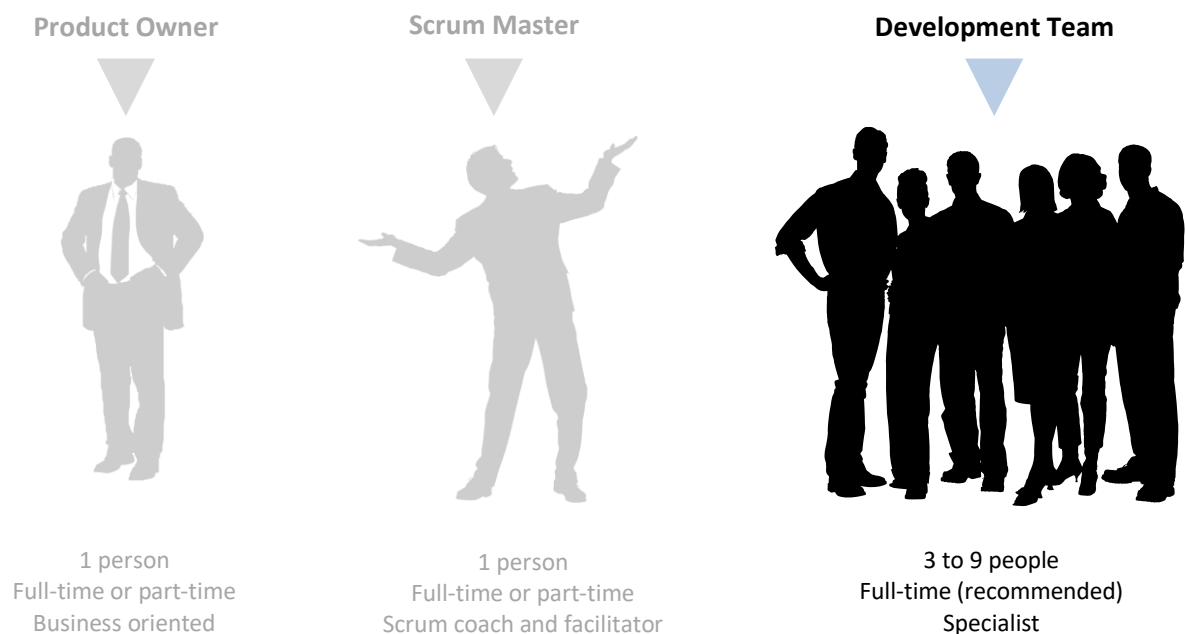 Product Owner
1 person
Full-time or part-time
Business oriented
Scrum Master
1 person
Full-time or part-time
Scrum coach and facilitator
Development Team
3 to 9 people
Full-time (recommended)
Specialist